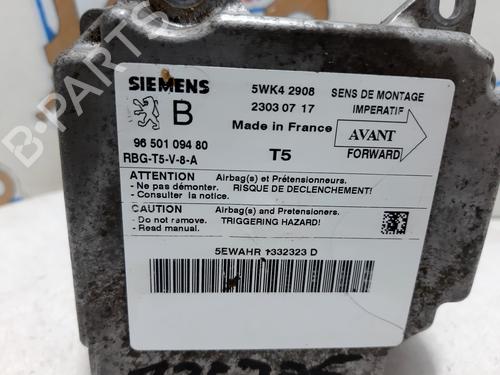 B-PARTS
SIEMENS
B
96 501 094 80
RBG-T5-V-8-A
5WK4 2908
2303 07 17
Made in France
T5
SENS DE MONTAGE
IMPERATIF
AVANT
FORWARD
ATTENTION Airbag(s) et Prétensionneurs.
- Ne pas démonter. RISQUE DE DECLENCHEMENT!
- Consulter la notice.
CAUTION Airbag(s) and Pretensioners.
- Do not remove. TRIGGERING HAZARD!
- Read manual.
5EWAHR 1332323 D